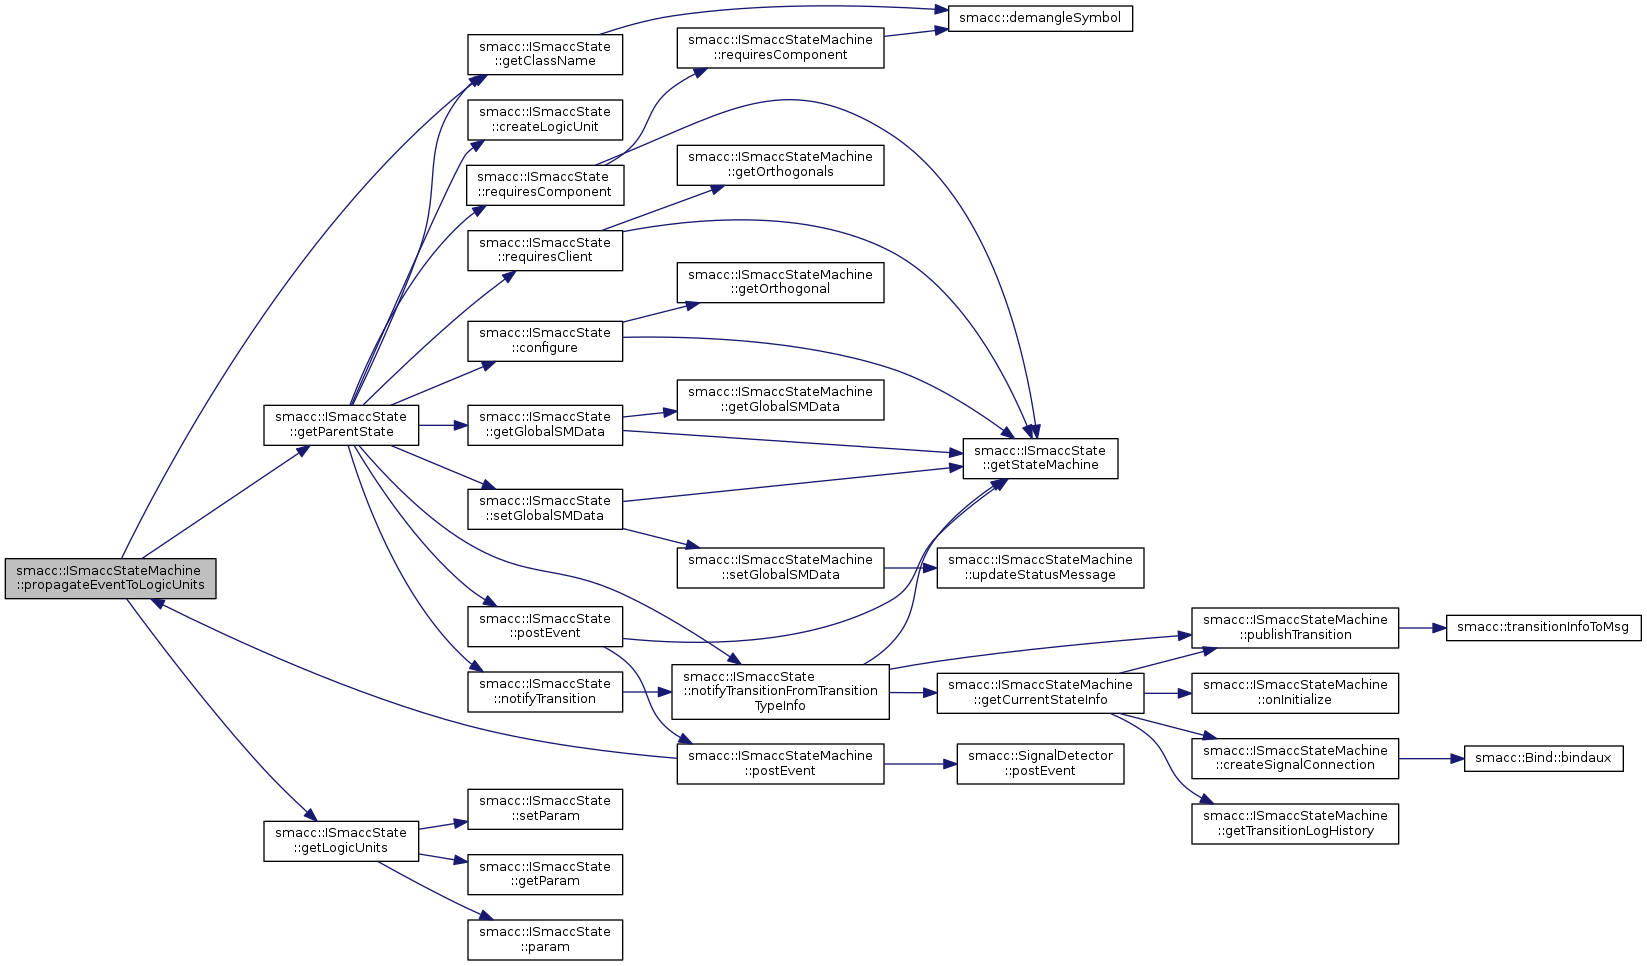 smacc::ISmaccStateMachine
::propagateEventToLogicUnits
smacc::ISmaccState
::getParentState
smacc::ISmaccState
::getLogicUnits
smacc::ISmaccState
::getClassName
smacc::ISmaccState
::createLogicUnit
smacc::ISmaccState
::requiresComponent
smacc::ISmaccState
::requiresClient
smacc::ISmaccState
::configure
smacc::ISmaccState
::getGlobalSMData
smacc::ISmaccState
::setGlobalSMData
smacc::ISmaccState
::postEvent
smacc::ISmaccState
::notifyTransition
smacc::ISmaccState
::setParam
smacc::ISmaccState
::getParam
smacc::ISmaccState
::param
smacc::ISmaccStateMachine
::requiresComponent
smacc::ISmaccStateMachine
::getOrthogonals
smacc::ISmaccStateMachine
::getOrthogonal
smacc::ISmaccStateMachine
::getGlobalSMData
smacc::ISmaccStateMachine
::setGlobalSMData
smacc::ISmaccState
::notifyTransitionFromTransition
TypeInfo
smacc::ISmaccStateMachine
::postEvent
smacc::demangleSymbol
smacc::ISmaccState
::getStateMachine
smacc::ISmaccStateMachine
::updateStatusMessage
smacc::ISmaccStateMachine
::getCurrentStateInfo
smacc::SignalDetector
::postEvent
smacc::ISmaccStateMachine
::publishTransition
smacc::ISmaccStateMachine
::onInitialize
smacc::ISmaccStateMachine
::createSignalConnection
smacc::ISmaccStateMachine
::getTransitionLogHistory
smacc::transitionInfoToMsg
smacc::Bind::bindaux